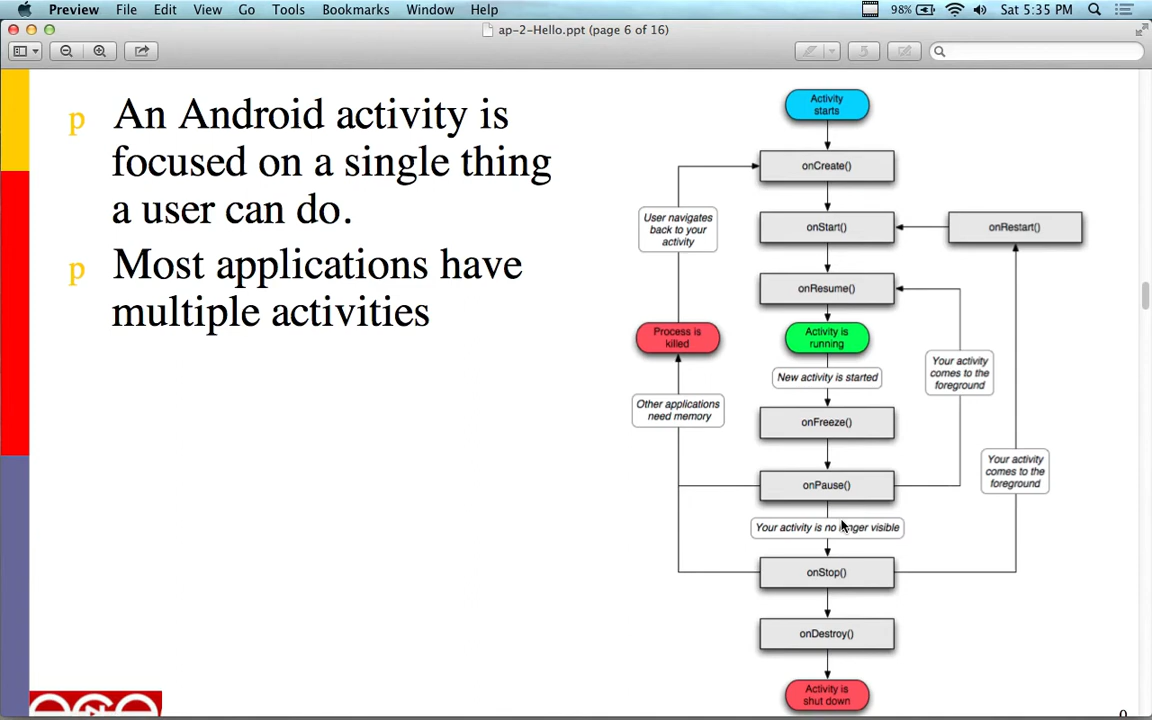 Preview File Edit View Go Tools Bookmarks Window Help 98% Sat 5:35 PM
ap-2-Hello.ppt (page 6 of 16)
p An Android activity is
focused on a single thing
a user can do.
p Most applications have
multiple activities
Activity
starts
onCreate()
User navigates
back to your
activity
onStart()
onRestart()
onResume()
Process is
killed
Activity is
running
Your activity
comes to the
foreground
New activity is started
Other applications
need memory
onFreeze()
Your activity
comes to the
foreground
onPause()
Your activity is no longer visible
onStop()
onDestroy()
Activity is
shut down